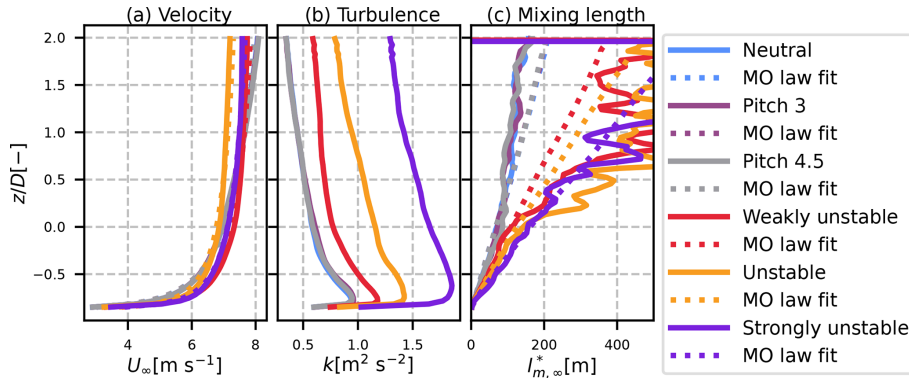 (a) Velocity
(b) Turbulence
(c) Mixing length
2.0
1.5
1.0
0.5
0.0
−0.5
z/D[-]
4
6
8
U∞[m s⁻¹]
0.5
1.0
1.5
k[m² s⁻²]
0
200
400
l*m,∞[m]
Neutral
MO law fit
Pitch 3
MO law fit
Pitch 4.5
MO law fit
Weakly unstable
MO law fit
Unstable
MO law fit
Strongly unstable
MO law fit